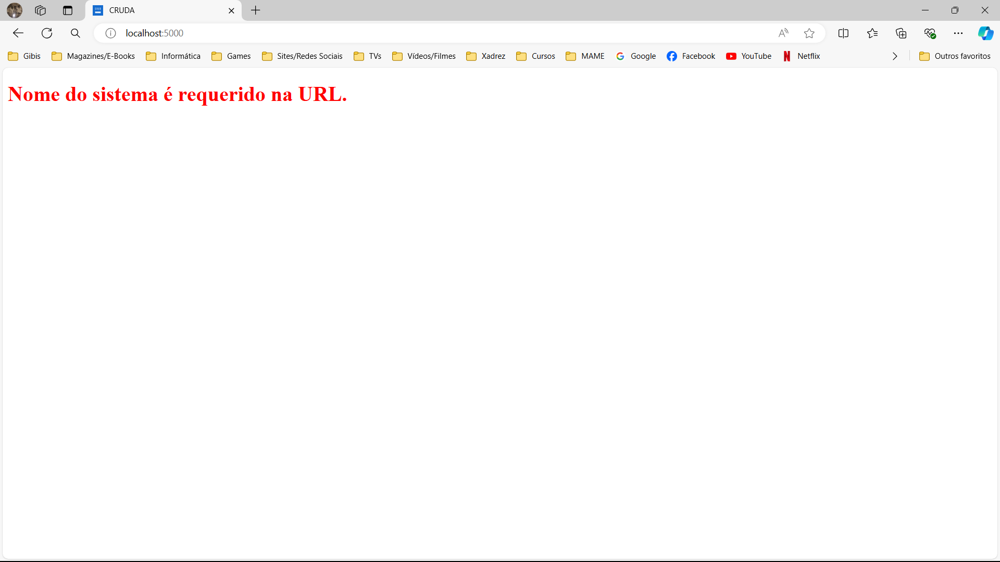 CRUDA
localhost:5000
Gibis Magazines/E-Books Informática Games Sites/Redes Sociais TVs Vídeos/Filmes Xadrez Cursos MAME Google Facebook YouTube Netflix Outros favoritos
Nome do sistema é requerido na URL.